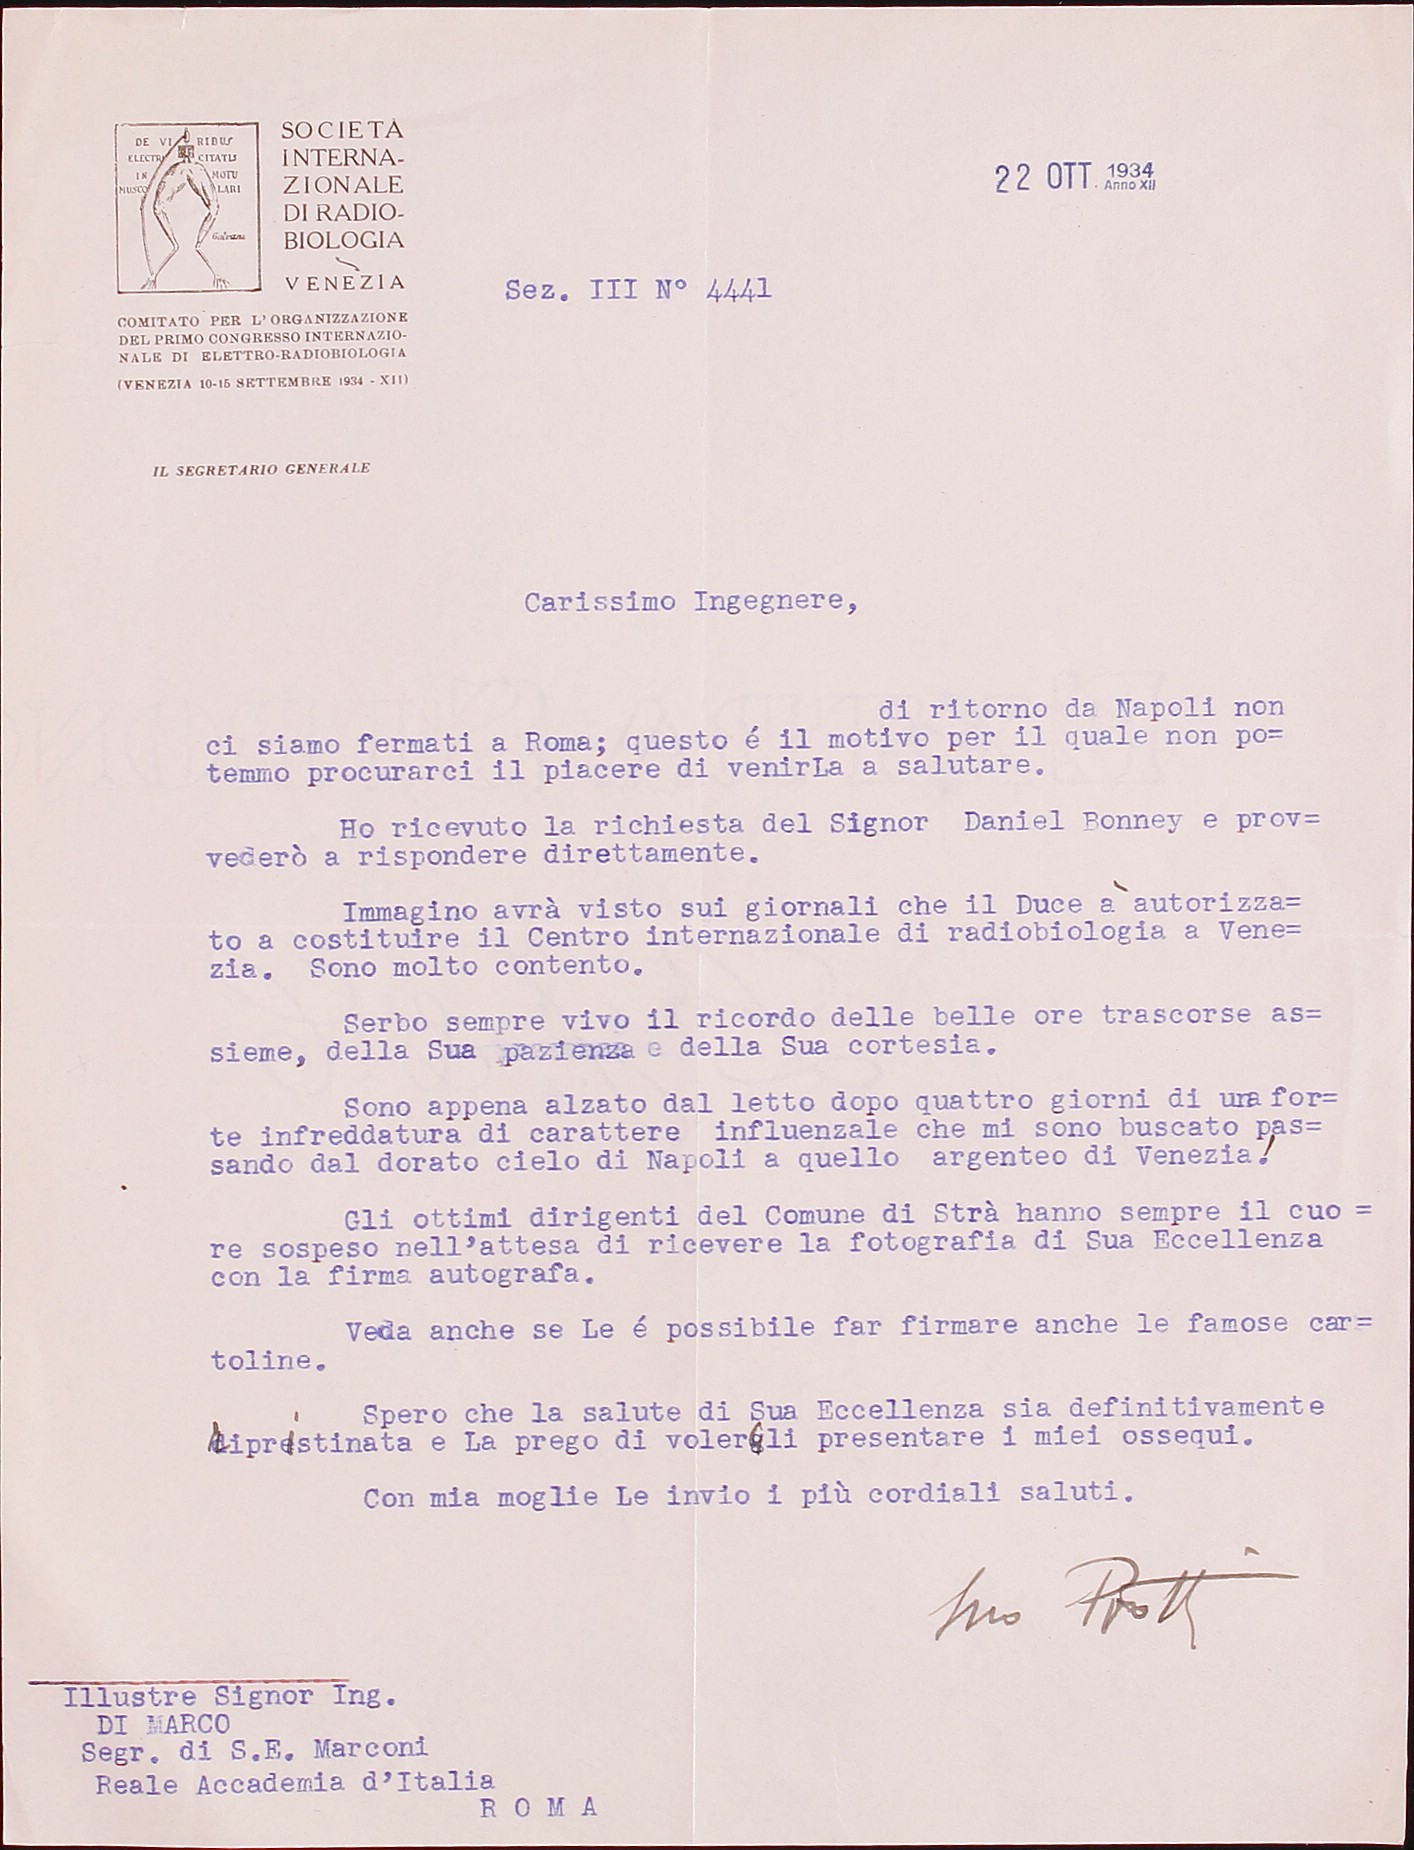 DE VIRIBUS
ELECTRICITATIS
IN MOTU
MUSCOLARI
Galvani
SOCIETÀ
INTERNA-
ZIONALE
DI RADIO-
BIOLOGIA
VENEZIA
COMITATO PER L'ORGANIZZAZIONE
DEL PRIMO CONGRESSO INTERNAZIO-
NALE DI ELETTRO-RADIOBIOLOGIA
(VENEZIA 10-15 SETTEMBRE 1934 - XII)
IL SEGRETARIO GENERALE
22 OTT. 1934
Anno XII
Sez. III N° 4441
Carissimo Ingegnere,
di ritorno da Napoli non
ci siamo fermati a Roma; questo é il motivo per il quale non po=
temmo procurarci il piacere di venirLa a salutare.
Ho ricevuto la richiesta del Signor Daniel Bonney e prov=
vederò a rispondere direttamente.
Immagino avrà visto sui giornali che il Duce à autorizza=
to a costituire il Centro internazionale di radiobiologia a Vene=
zia. Sono molto contento.
Serbo sempre vivo il ricordo delle belle ore trascorse as=
sieme, della Sua pazienza e della Sua cortesia.
Sono appena alzato dal letto dopo quattro giorni di una for=
te infreddatura di carattere influenzale che mi sono buscato pas=
sando dal dorato cielo di Napoli a quello argenteo di Venezia!
Gli ottimi dirigenti del Comune di Strà hanno sempre il cuo =
re sospeso nell'attesa di ricevere la fotografia di Sua Eccellenza
con la firma autografa.
Veda anche se Le é possibile far firmare anche le famose car=
toline.
Spero che la salute di Sua Eccellenza sia definitivamente
ripristinata e La prego di volerGli presentare i miei ossequi.
Con mia moglie Le invio i più cordiali saluti.
Suo Protti
Illustre Signor Ing.
DI MARCO
Segr. di S.E. Marconi
Reale Accademia d'Italia
R O M A